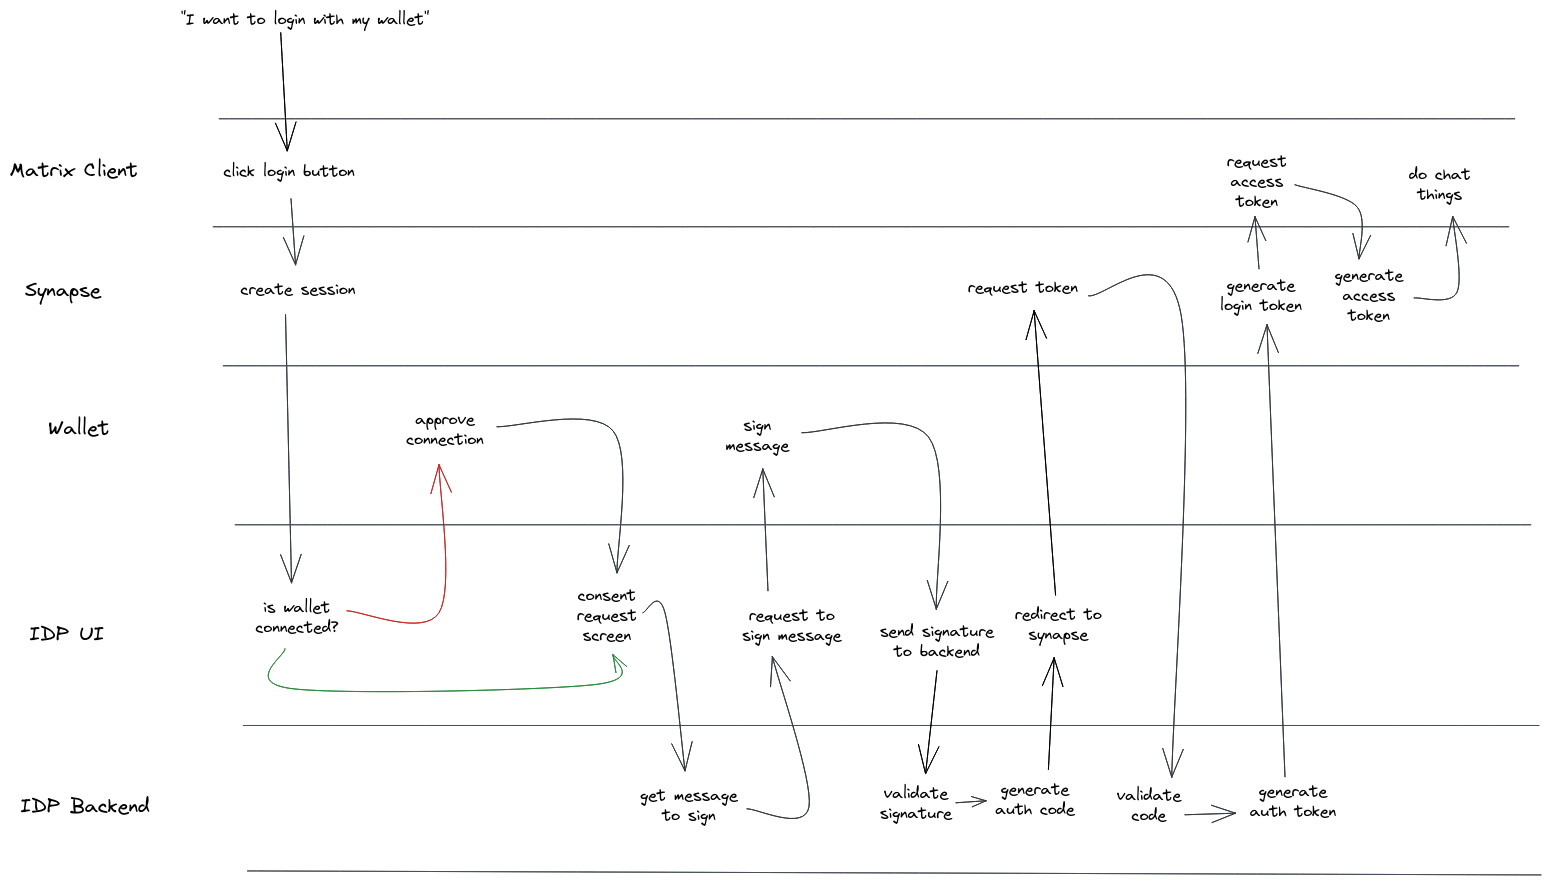 "I want to login with my wallet"
Matrix Client
click login button
request
access
token
do chat
things
Synapse
create session
request token
generate
login token
generate
access
token
Wallet
approve
connection
sign
message
IDP UI
is wallet
connected?
consent
request
screen
request to
sign message
send signature
to backend
redirect to
synapse
IDP Backend
get message
to sign
validate
signature
generate
auth code
validate
code
generate
auth token